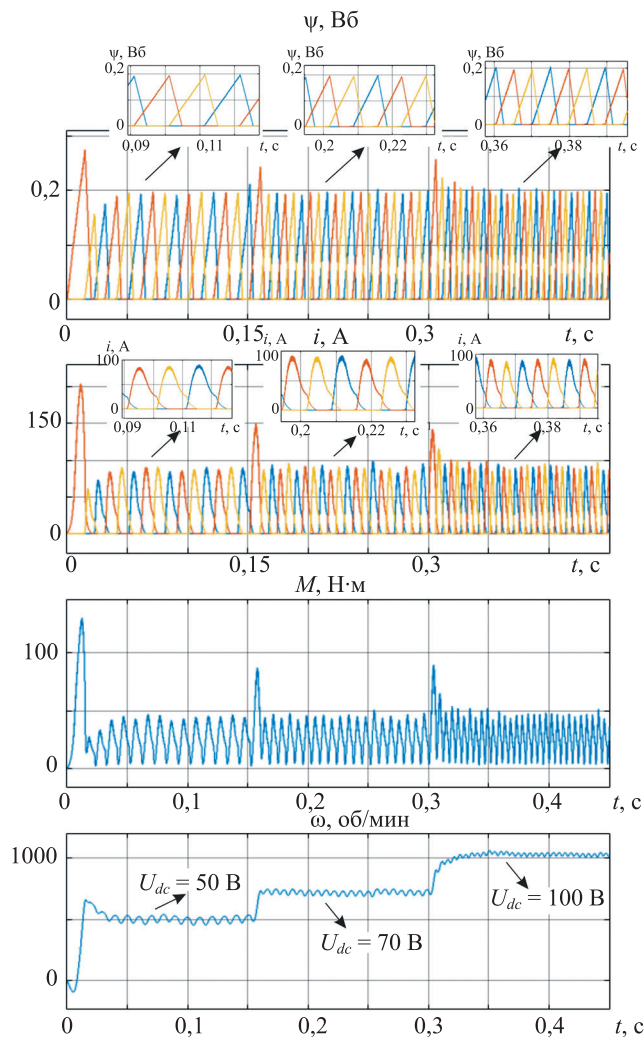 ψ, Вб
ψ, Вб ψ, Вб ψ, Вб
0,2 0,2 0,2
0 0 0
0,09 0,11 t, с 0,2 0,22 t, с 0,36 0,38 t, с
0,2
0
0 0,15 0,3 t, с
i, А i, А i, А
100 100 100
0 0 0
0,09 0,11 t, с 0,2 0,22 t, с 0,36 0,38 t, с
150
0
0 0,15 0,3 t, с
M, Н·м
100
0
0 0,1 0,2 0,3 0,4 t, с
ω, об/мин
1000
U_dc = 50 В
U_dc = 100 В
U_dc = 70 В
0
0 0,1 0,2 0,3 0,4 t, с